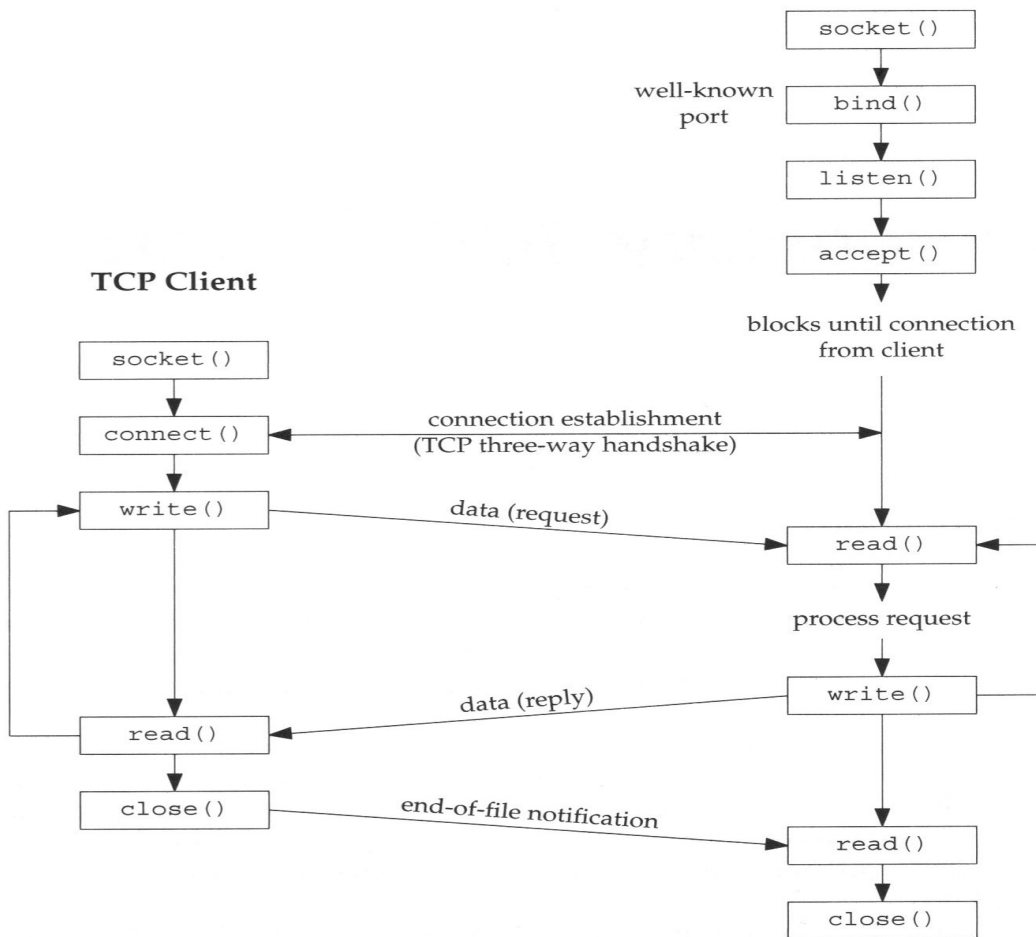 socket()
well-known
port
bind()
listen()
accept()
blocks until connection
from client
TCP Client
socket()
connect()
connection establishment
(TCP three-way handshake)
write()
data (request)
read()
process request
write()
data (reply)
read()
close()
end-of-file notification
read()
close()